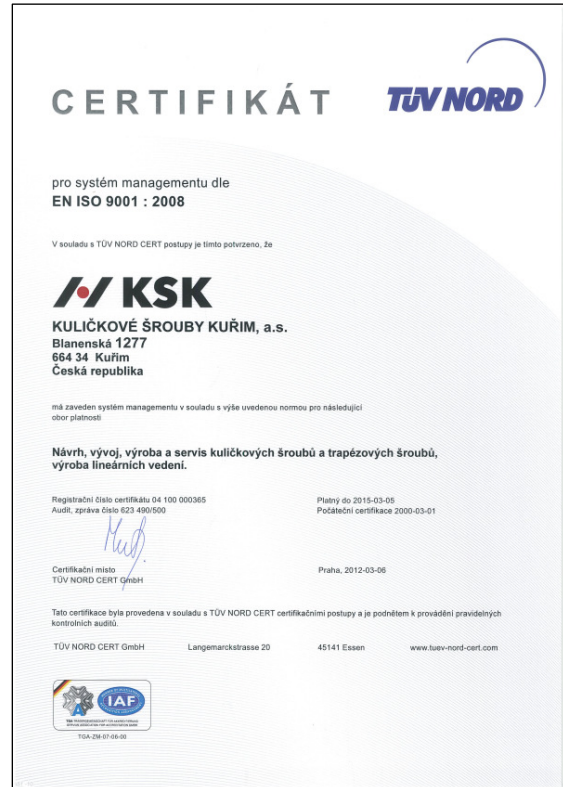 CERTIFIKÁT
TÜV NORD
pro systém managementu dle
EN ISO 9001 : 2008
V souladu s TÜV NORD CERT postupy je tímto potvrzeno, že
KSK
KULIČKOVÉ ŠROUBY KUŘIM, a.s.
Blanenská 1277
664 34 Kuřim
Česká republika
má zaveden systém managementu v souladu s výše uvedenou normou pro následující
obor platnosti
Návrh, vývoj, výroba a servis kuličkových šroubů a trapézových šroubů,
výroba lineárních vedení.
Registrační číslo certifikátu 04 100 000365
Platný do 2015-03-05
Audit, zpráva číslo 623 490/500
Počáteční certifikace 2000-03-01
Certifikační místo
TÜV NORD CERT GmbH
Praha, 2012-03-06
Tato certifikace byla provedena v souladu s TÜV NORD CERT certifikačními postupy a je podnětem k provádění pravidelných
kontrolních auditů.
TÜV NORD CERT GmbH Langemarckstrasse 20 45141 Essen www.tuev-nord-cert.com
IAF
TGA-ZM-07-06-00